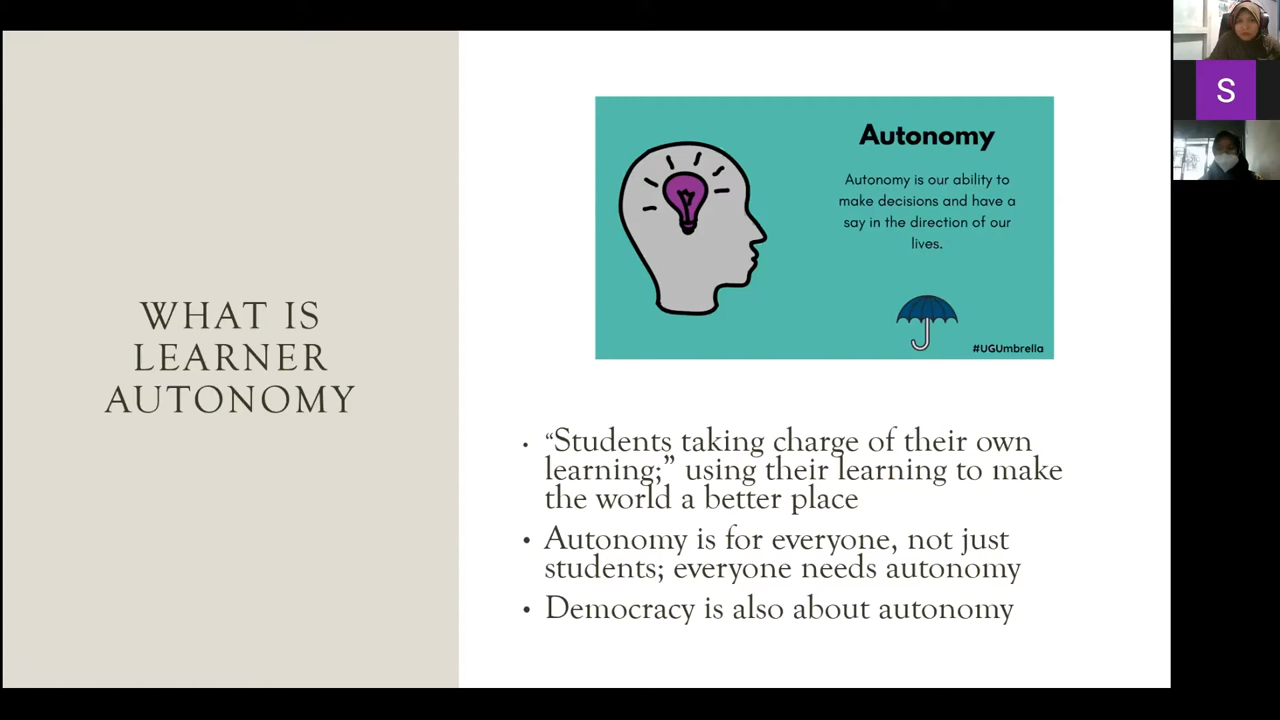 WHAT IS
LEARNER
AUTONOMY
Autonomy
Autonomy is our ability to
make decisions and have a
say in the direction of our
lives.
#UGUmbrella
• “Students taking charge of their own
learning;” using their learning to make
the world a better place
• Autonomy is for everyone, not just
students; everyone needs autonomy
• Democracy is also about autonomy
S